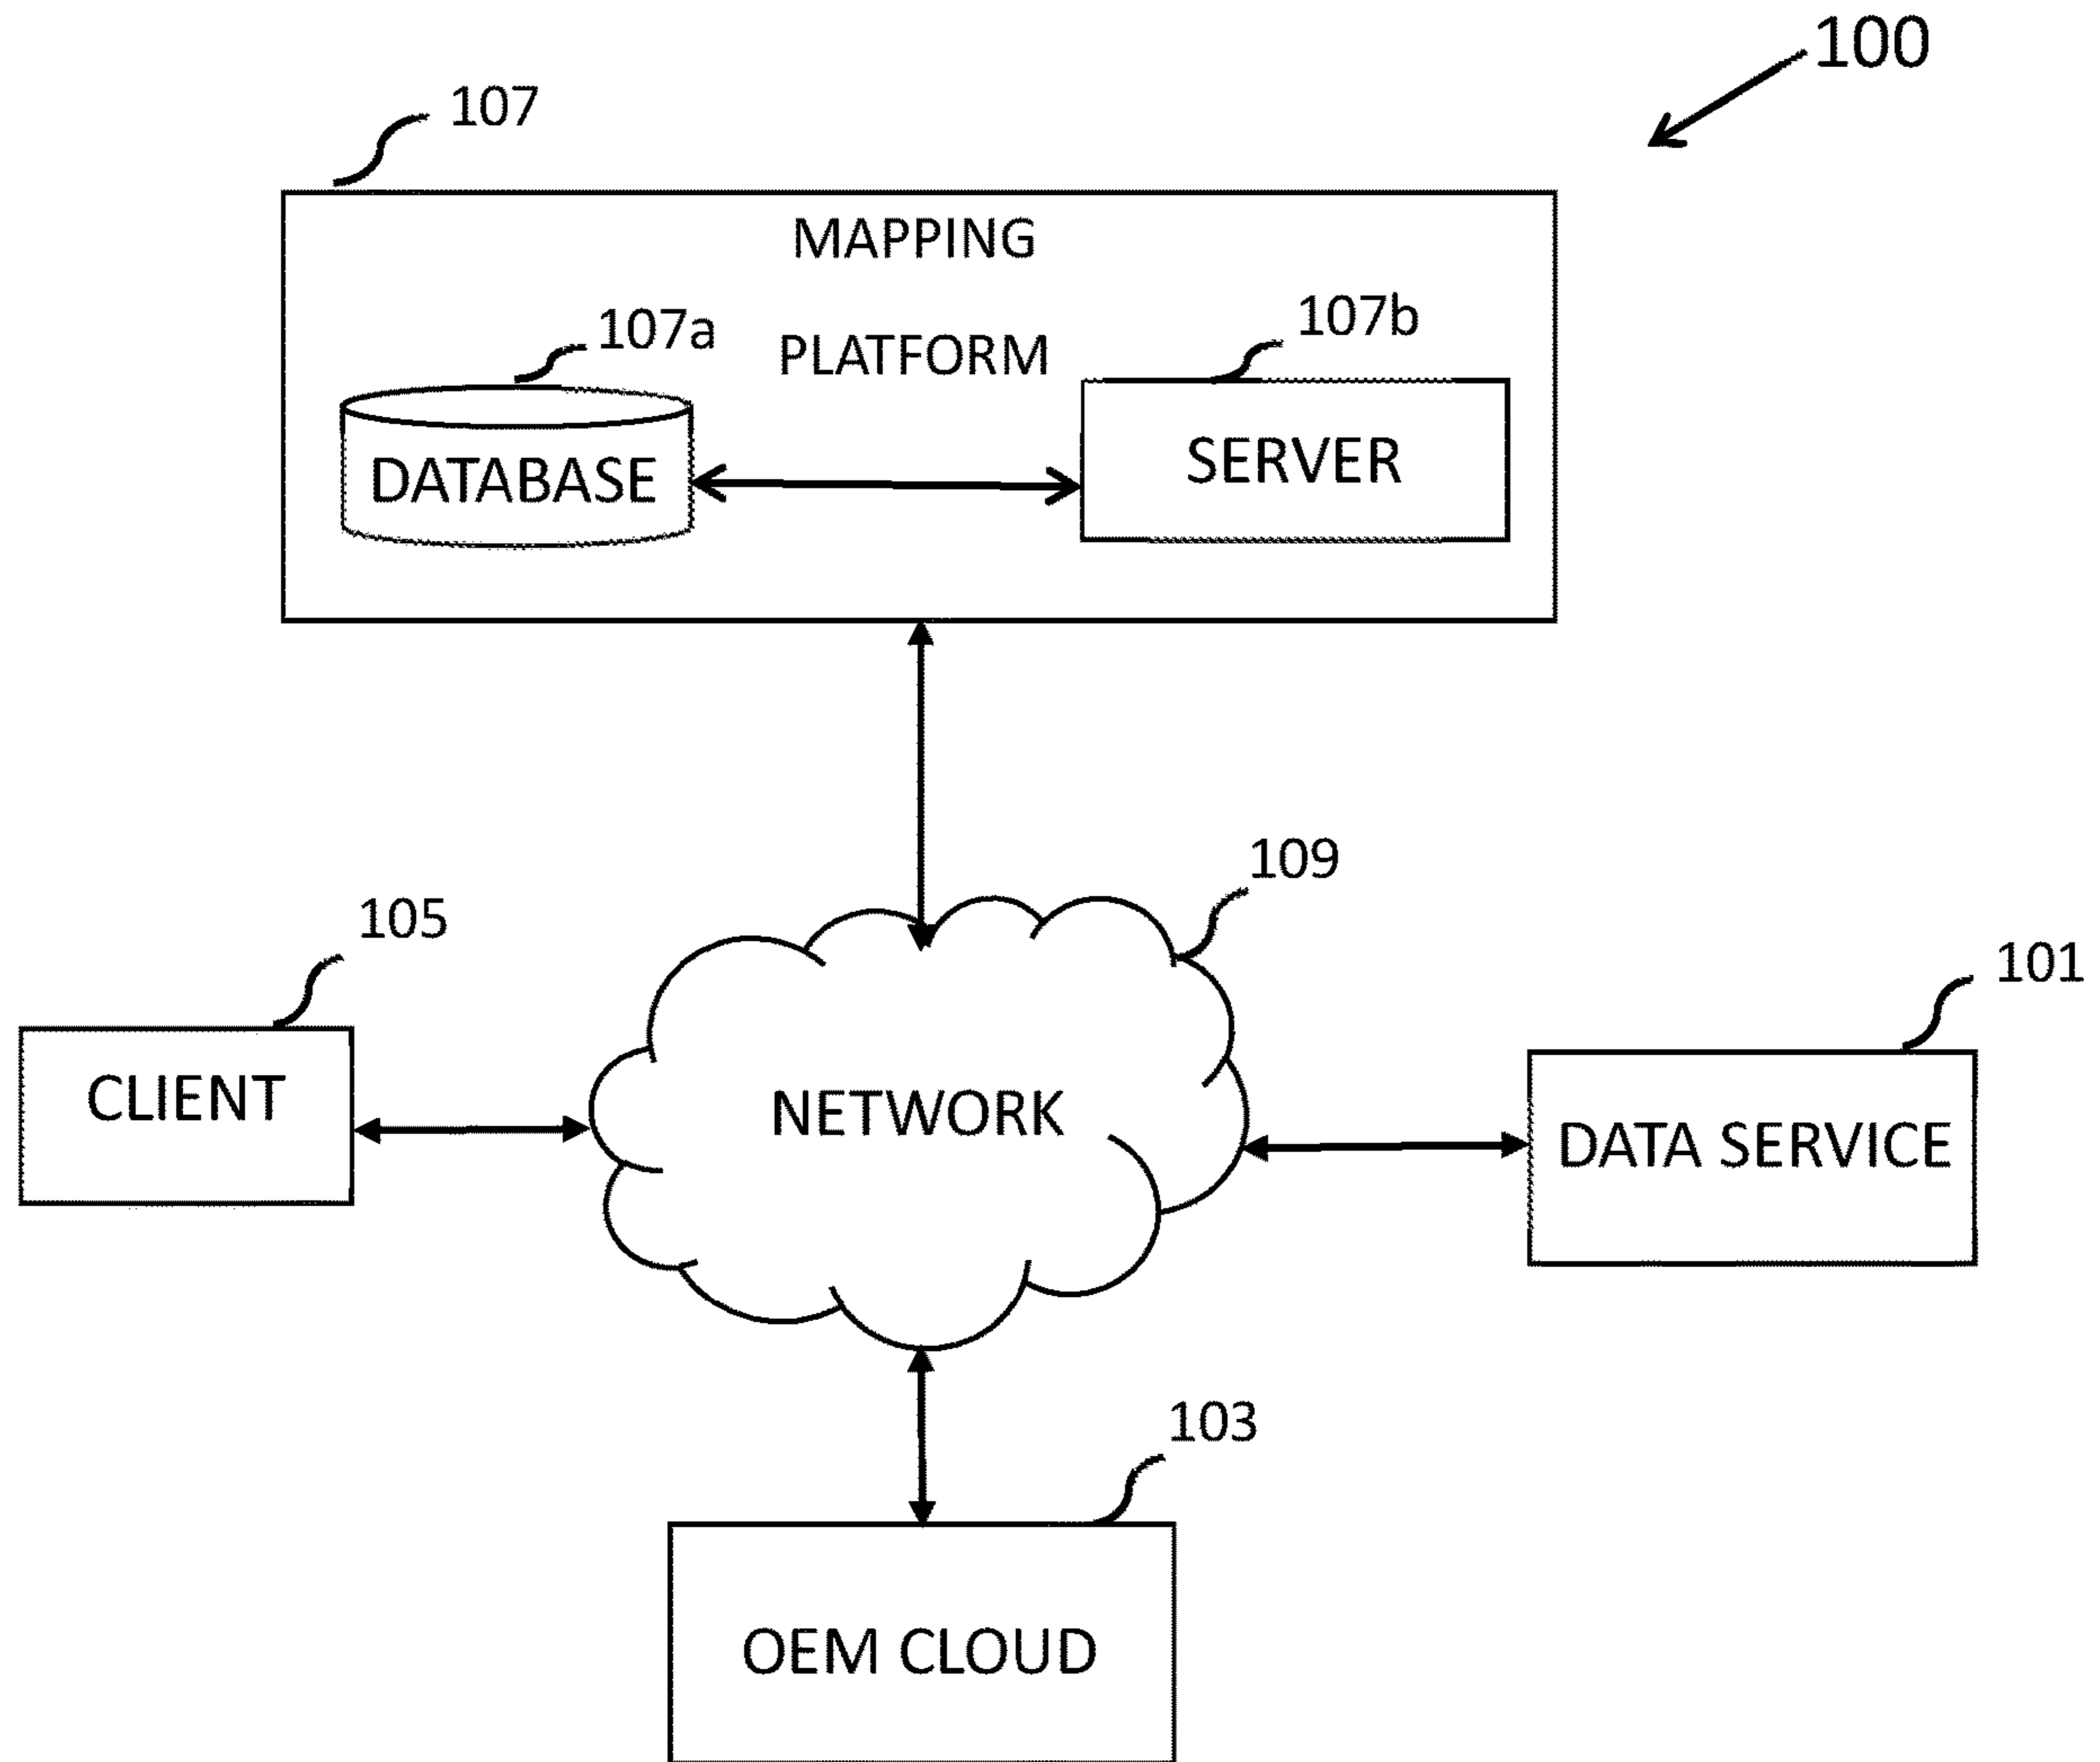 100
107
MAPPING
107a
107b
PLATFORM
DATABASE
SERVER
109
105
101
CLIENT
NETWORK
DATA SERVICE
103
OEM CLOUD